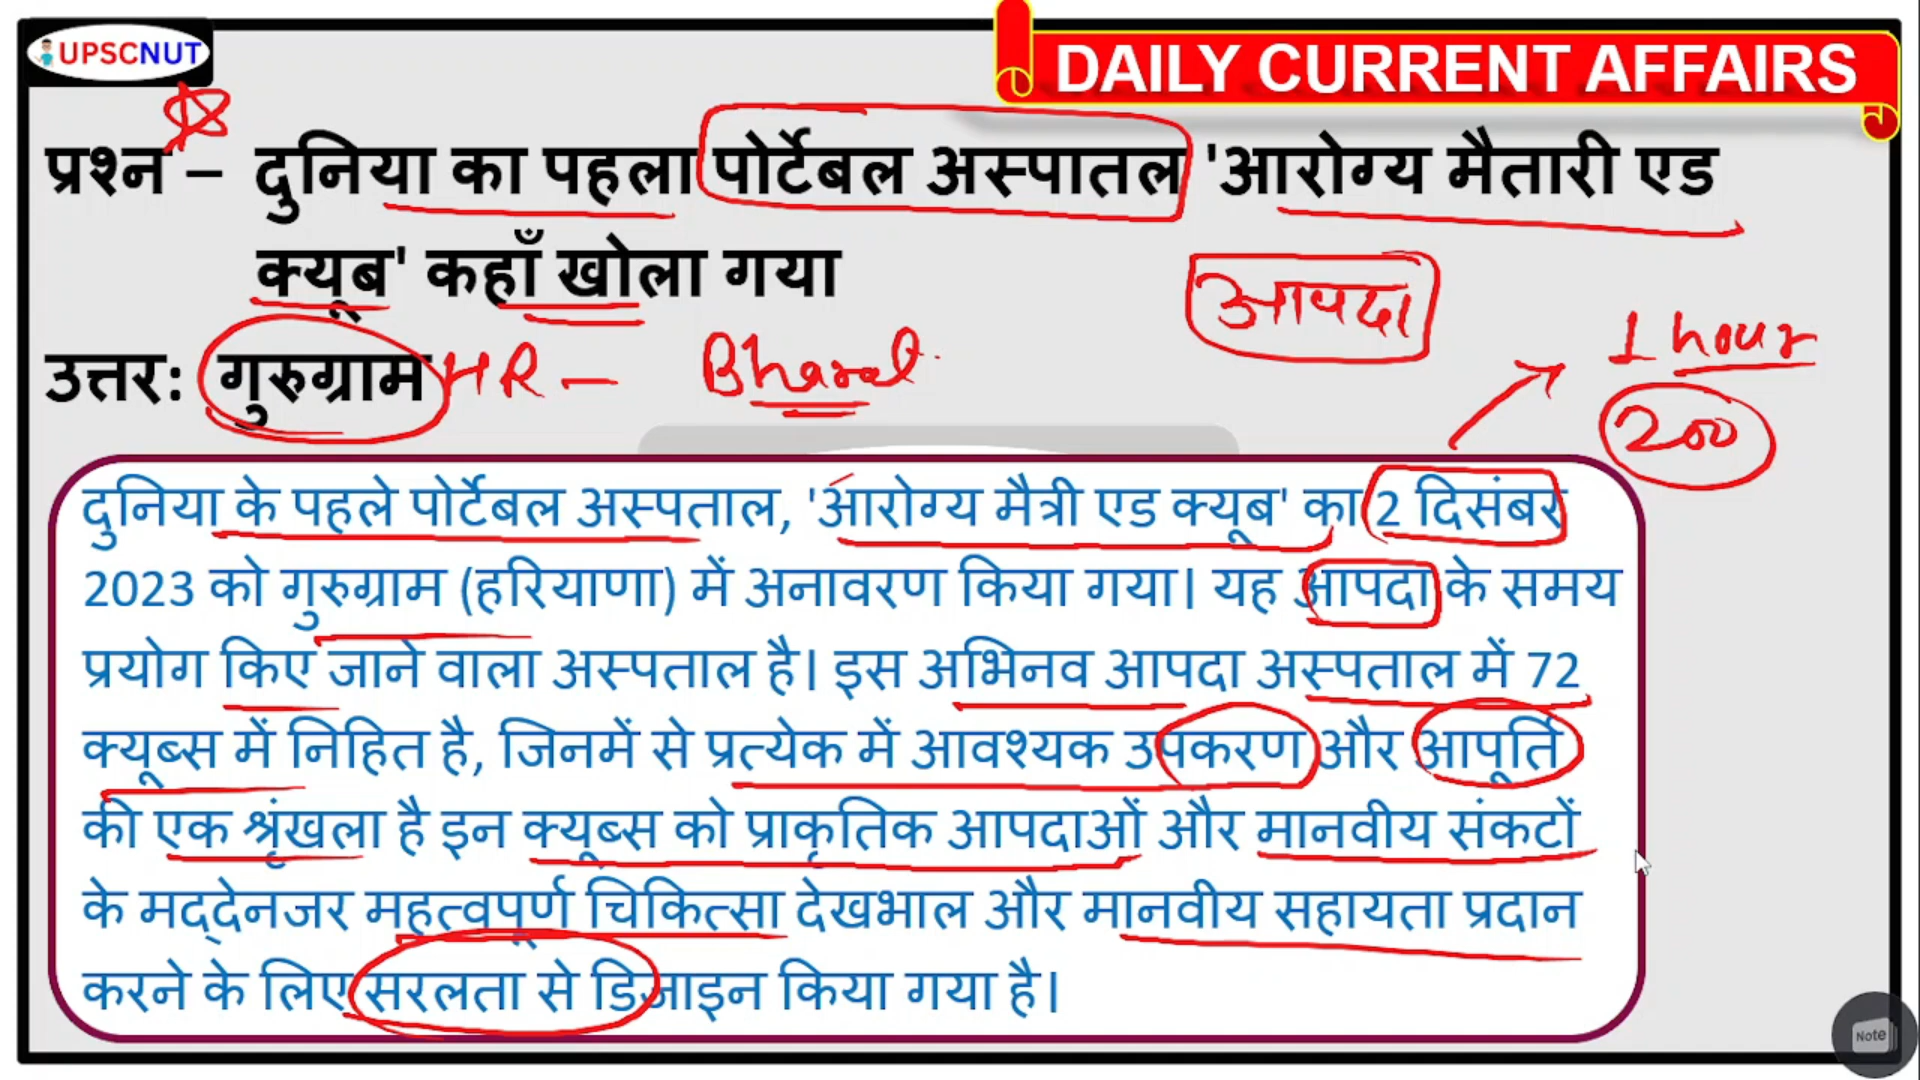 UPSCNUT
DAILY CURRENT AFFAIRS
प्रश्न – दुनिया का पहला पोर्टेबल अस्पातल 'आरोग्य मैतारी एड
क्यूब' कहाँ खोला गया
आपदा
1 hour
200
उत्तर: गुरुग्राम HR – Bharat
दुनिया के पहले पोर्टेबल अस्पताल, 'आरोग्य मैत्री एड क्यूब' का 2 दिसंबर
2023 को गुरुग्राम (हरियाणा) में अनावरण किया गया। यह आपदा के समय
प्रयोग किए जाने वाला अस्पताल है। इस अभिनव आपदा अस्पताल में 72
क्यूब्स में निहित है, जिनमें से प्रत्येक में आवश्यक उपकरण और आपूर्ति
की एक श्रृंखला है इन क्यूब्स को प्राकृतिक आपदाओं और मानवीय संकटों
के मद्देनजर महत्वपूर्ण चिकित्सा देखभाल और मानवीय सहायता प्रदान
करने के लिए सरलता से डिजाइन किया गया है।
Note